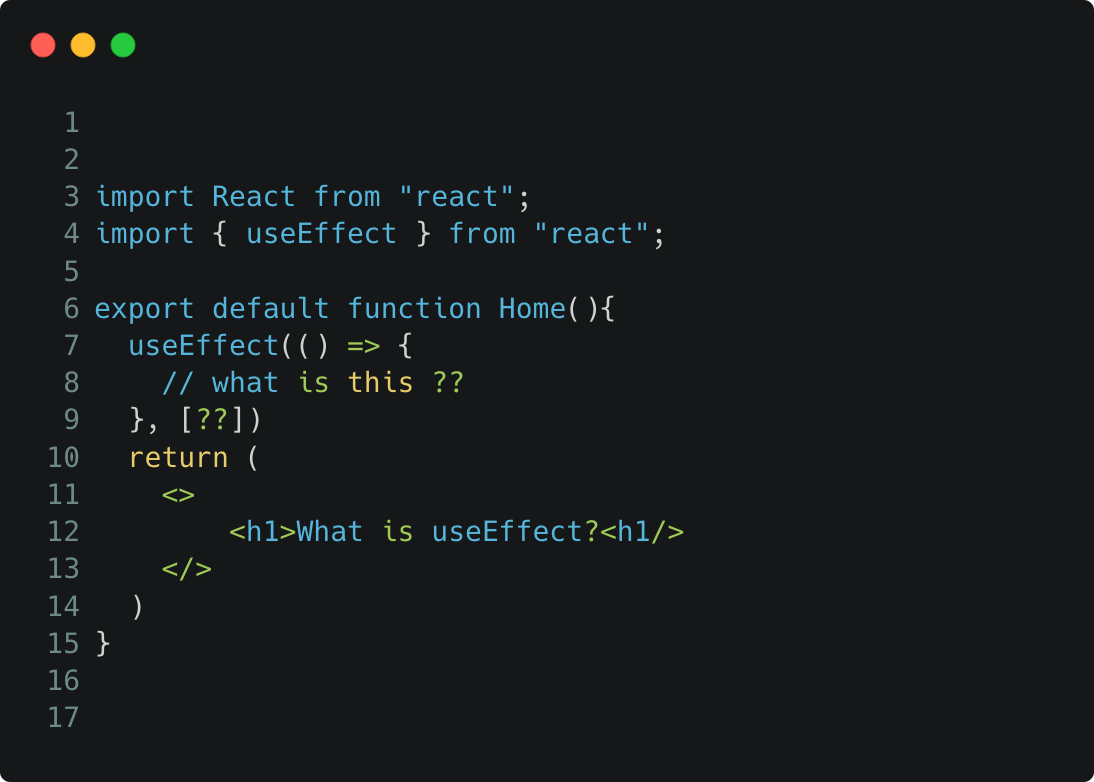 1
2
3 import React from "react";
4 import { useEffect } from "react";
5
6 export default function Home(){
7   useEffect(() => {
8     // what is this ??
9   }, [??])
10   return (
11     <>
12         <h1>What is useEffect?<h1/>
13     </>
14   )
15 }
16
17